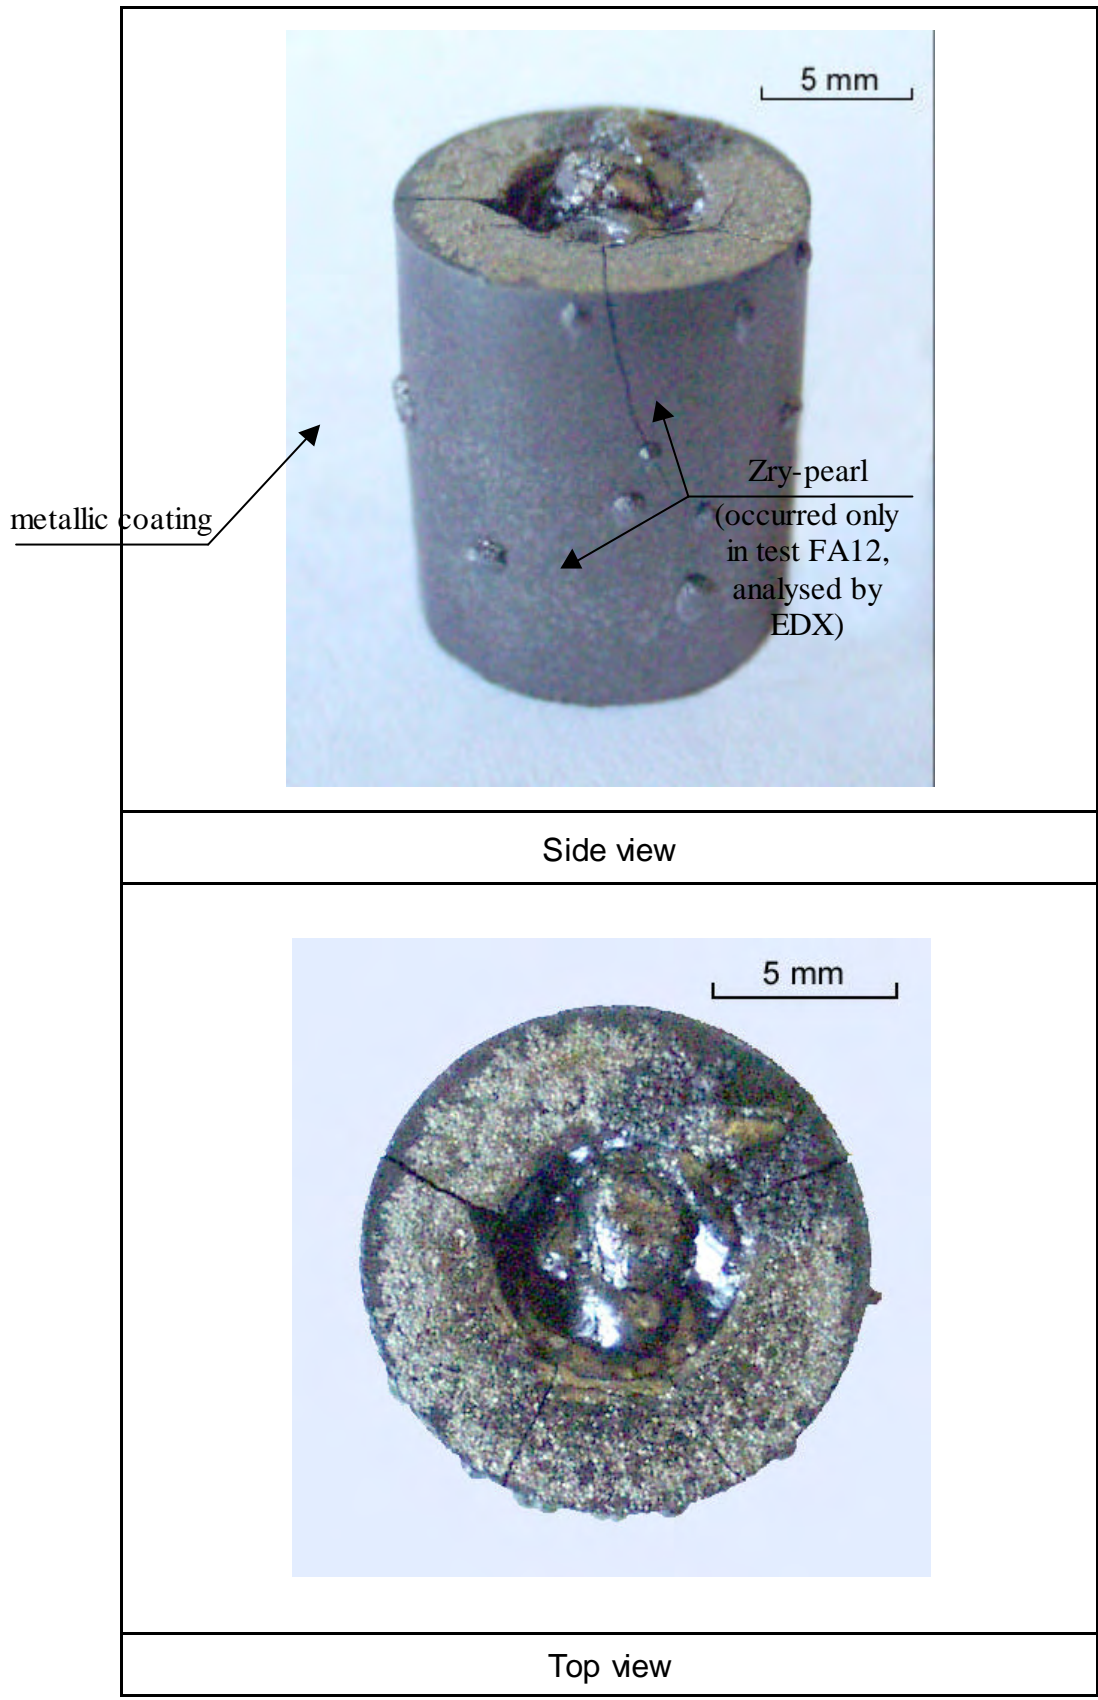 5 mm
metallic coating
Zry-pearl
(occurred only
in test FA12,
analysed by
EDX)
Side view
5 mm
Top view